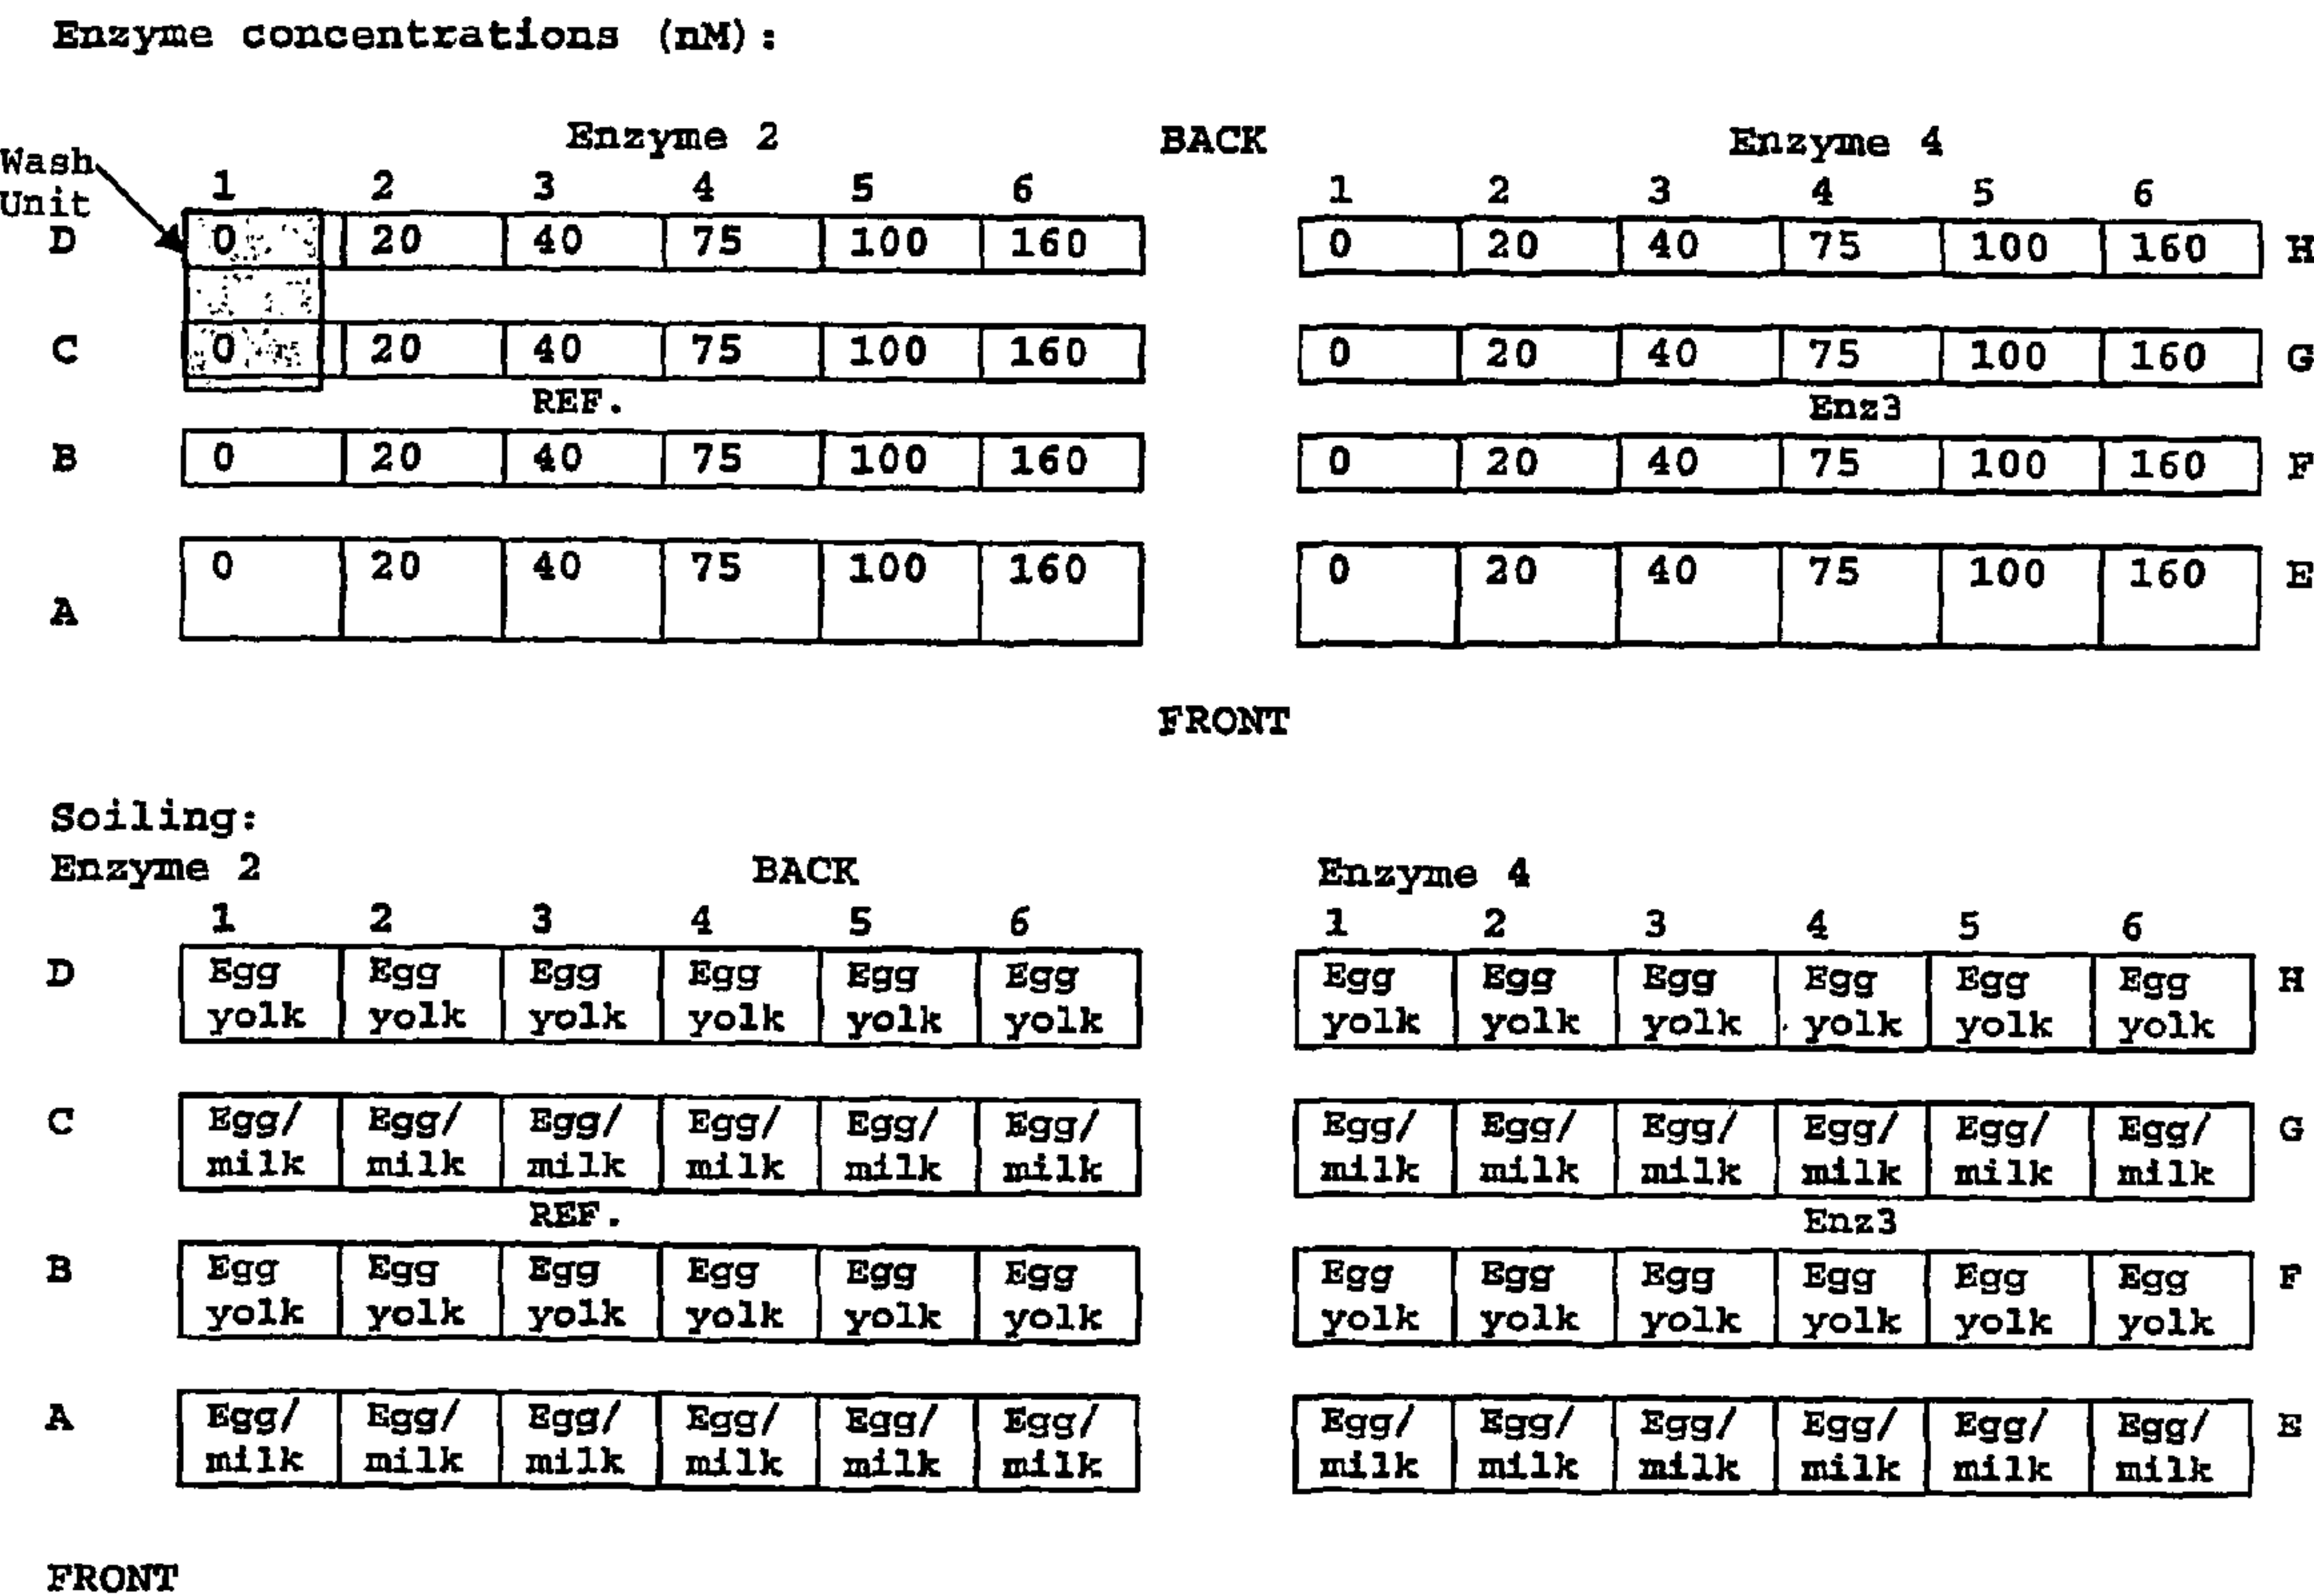 Enzyme concentrations (nM):
Enzyme 2 BACK Enzyme 4
Wash
Unit
1 2 3 4 5 6 1 2 3 4 5 6
D 0 20 40 75 100 160 0 20 40 75 100 160 H
C 0 20 40 75 100 160 0 20 40 75 100 160 G
REF. Enz3
B 0 20 40 75 100 160 0 20 40 75 100 160 F
A 0 20 40 75 100 160 0 20 40 75 100 160 E
FRONT
Soiling:
Enzyme 2 BACK Enzyme 4
1 2 3 4 5 6 1 2 3 4 5 6
D Egg Egg Egg Egg Egg Egg Egg Egg Egg Egg Egg Egg H
yolk yolk yolk yolk yolk yolk yolk yolk yolk yolk yolk yolk
C Egg/ Egg/ Egg/ Egg/ Egg/ Egg/ Egg/ Egg/ Egg/ Egg/ Egg/ Egg/ G
milk milk milk milk milk milk milk milk milk milk milk milk
REF. Enz3
B Egg Egg Egg Egg Egg Egg Egg Egg Egg Egg Egg Egg F
yolk yolk yolk yolk yolk yolk yolk yolk yolk yolk yolk yolk
A Egg/ Egg/ Egg/ Egg/ Egg/ Egg/ Egg/ Egg/ Egg/ Egg/ Egg/ Egg/ E
milk milk milk milk milk milk milk milk milk milk milk milk
FRONT